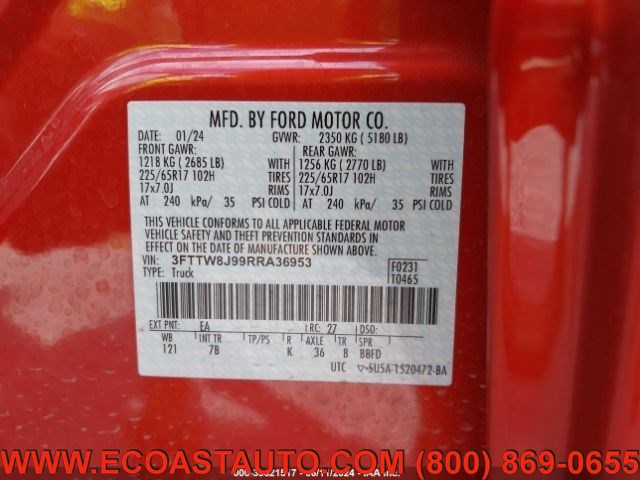 MFD. BY FORD MOTOR CO.
DATE: 01/24 GVWR: 2350 KG ( 5180 LB)
FRONT GAWR: REAR GAWR:
1218 KG ( 2685 LB) WITH 1256 KG ( 2770 LB) WITH
225/65R17 102H TIRES 225/65R17 102H TIRES
17x7.0J RIMS 17x7.0J RIMS
AT 240 kPa/ 35 PSI COLD AT 240 kPa/ 35 PSI COLD
THIS VEHICLE CONFORMS TO ALL APPLICABLE FEDERAL MOTOR
VEHICLE SAFETY AND THEFT PREVENTION STANDARDS IN
EFFECT ON THE DATE OF MANUFACTURE SHOWN ABOVE.
VIN: 3FTTW8J99RRA36953 F0231
TYPE: Truck T0465
EXT PNT: EA RC: 27 DSO:
WB INT TR TP/PS R AXLE TR SPR
121 7B K 36 8 BBFD
UTC 5U5A-1520472-BA
WWW.ECOASTAUTO.COM (800) 869-0655